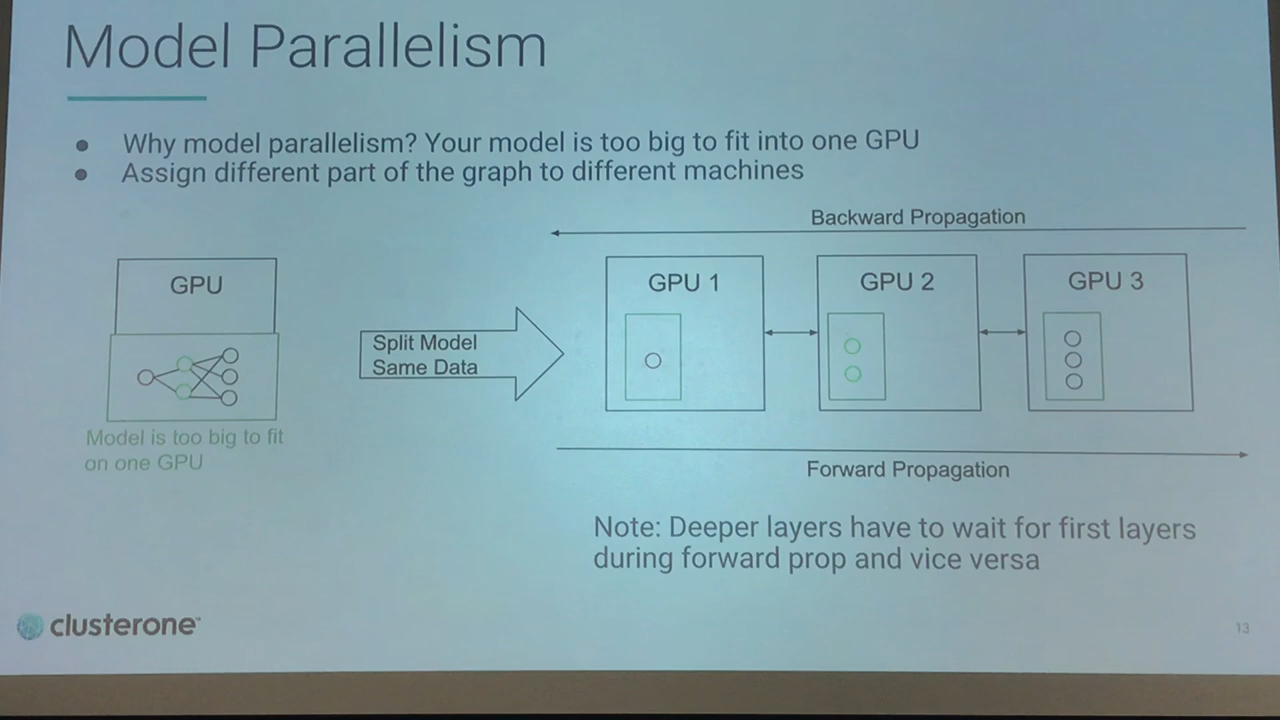 Model Parallelism
● Why model parallelism? Your model is too big to fit into one GPU
● Assign different part of the graph to different machines
Backward Propagation
GPU
GPU 1
GPU 2
GPU 3
Split Model
Same Data
Model is too big to fit
on one GPU
Forward Propagation
Note: Deeper layers have to wait for first layers
during forward prop and vice versa
clusterone™
13